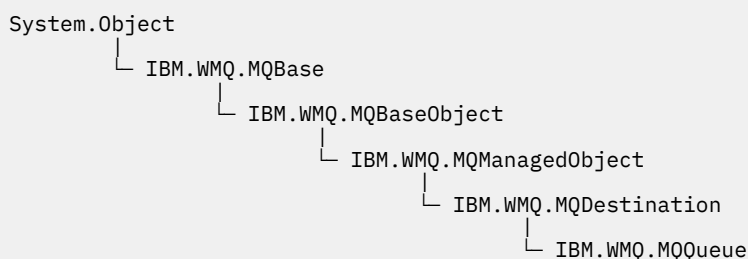 System.Object
IBM.WMQ.MQBase
IBM.WMQ.MQBaseObject
IBM.WMQ.MQManagedObject
IBM.WMQ.MQDestination
IBM.WMQ.MQQueue